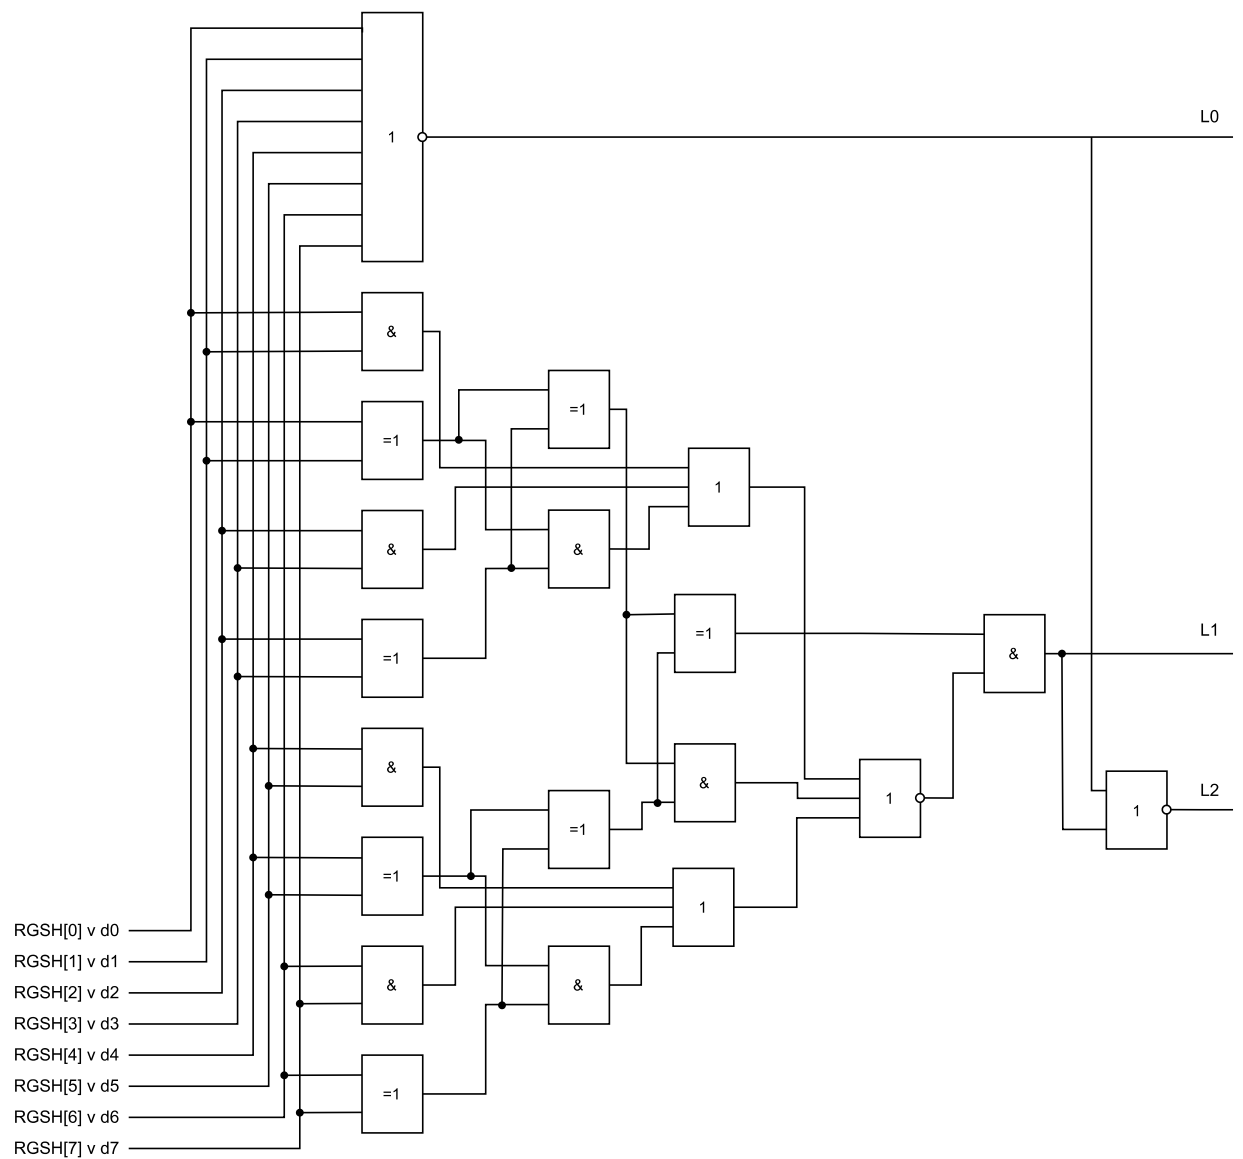 1
L0
&
=1
=1
1
&
&
L1
=1
=1
&
&
&
L2
=1
1
1
=1
1
RGSH[0] v d0
RGSH[1] v d1
&
&
RGSH[2] v d2
RGSH[3] v d3
RGSH[4] v d4
RGSH[5] v d5
=1
RGSH[6] v d6
RGSH[7] v d7